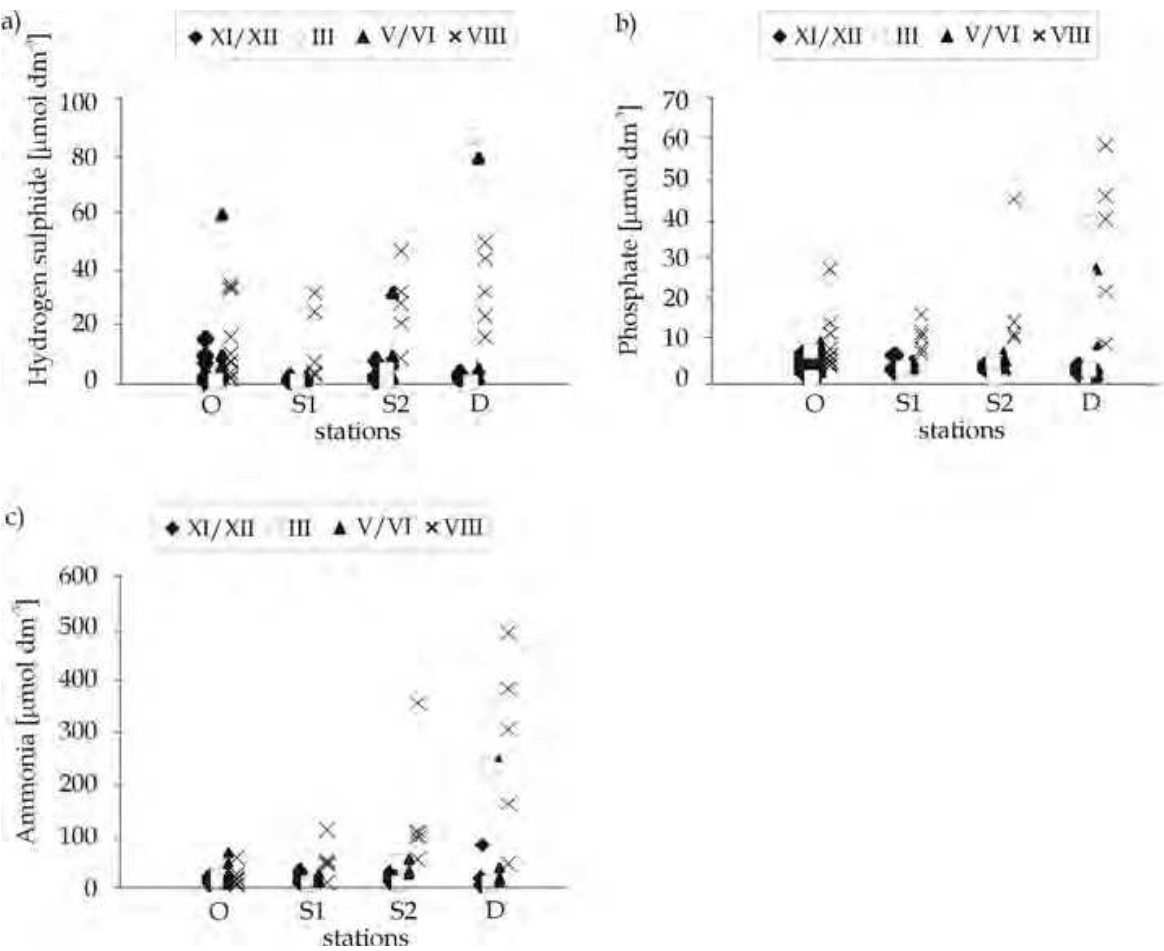 a)
◆ XI/XII III ▲ V/VI × VIII
Hydrogen sulphide [µmol dm⁻³]
100
80
60
40
20
0
O S1 S2 D
stations
b)
◆ XI/XII III ▲ V/VI × VIII
Phosphate [µmol dm⁻³]
70
60
50
40
30
20
10
0
O S1 S2 D
stations
c)
◆ XI/XII III ▲ V/VI × VIII
Ammonia [µmol dm⁻³]
600
500
400
300
200
100
0
O S1 S2 D
stations